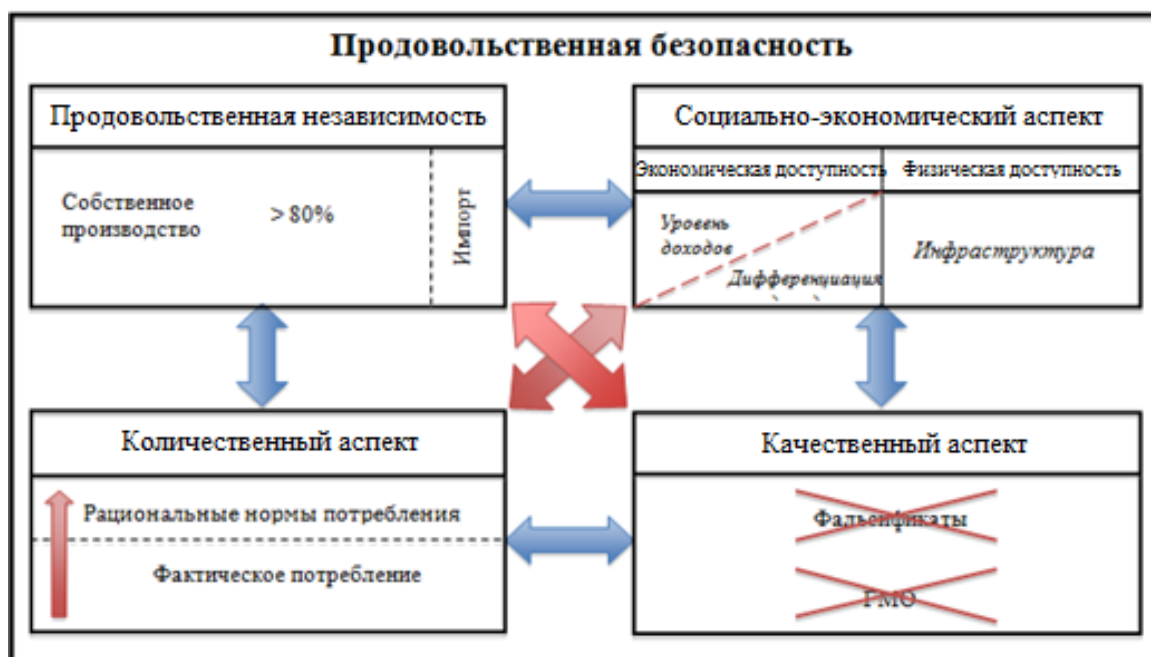 Продовольственная безопасность
Продовольственная независимость
Собственное
производство
> 80%
Импорт
Социально-экономический аспект
Экономическая доступность
Физическая доступность
Уровень
доходов
Дифференциация
Инфраструктура
Количественный аспект
Рациональные нормы потребления
Фактическое потребление
Качественный аспект
Фальсификаты
ГМО